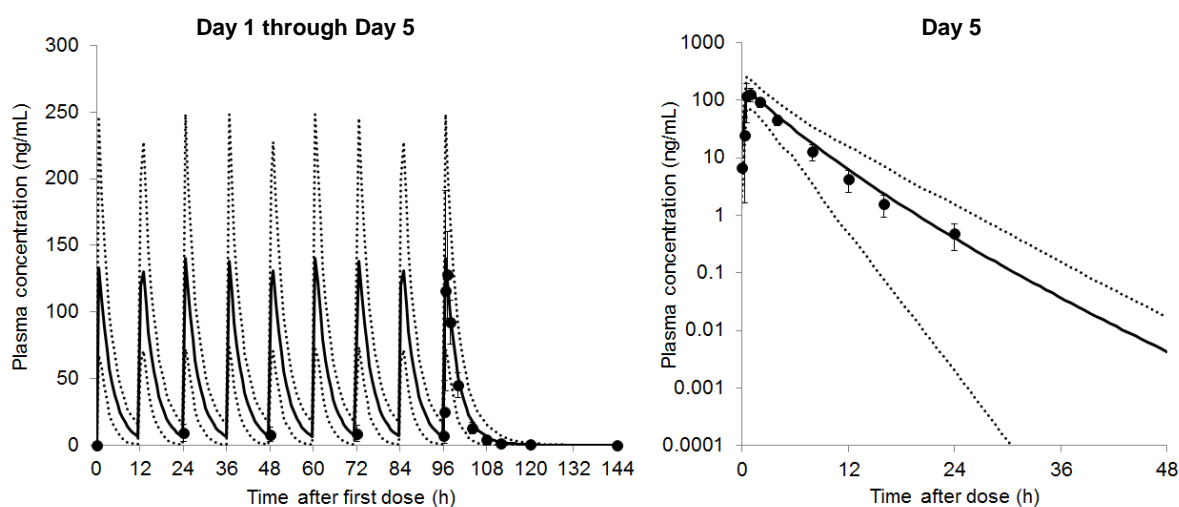 Day 1 through Day 5
300
250
200
150
100
50
0
Plasma concentration (ng/mL)
0 12 24 36 48 60 72 84 96 108 120 132 144
Time after first dose (h)
Day 5
1000
100
10
1
0.1
0.01
0.001
0.0001
Plasma concentration (ng/mL)
0 12 24 36 48
Time after dose (h)